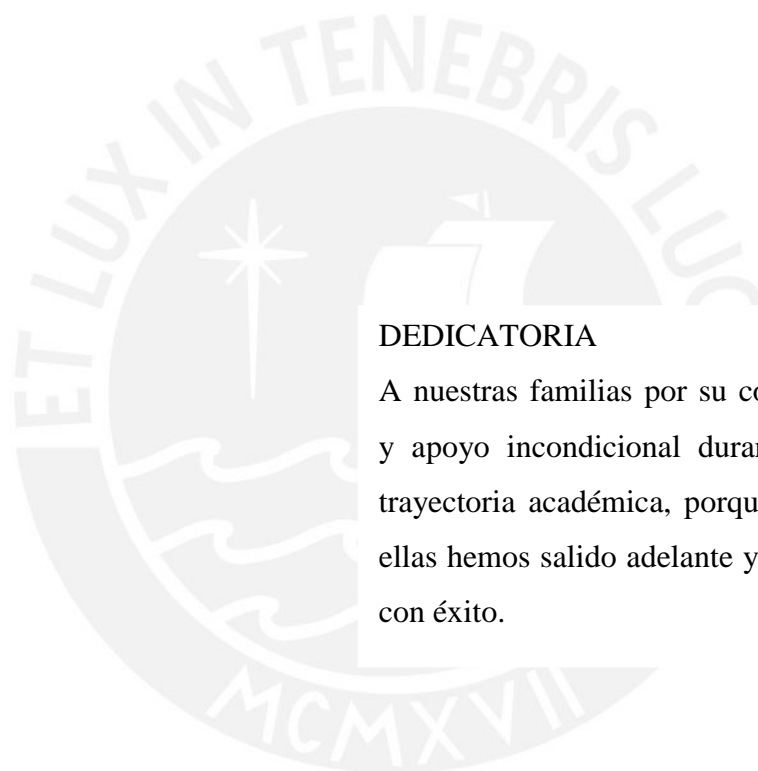 ET LUX IN TENEBRIS LUC
DEDICATORIA
A nuestras familias por su
y apoyo incondicional
trayectoria académica,
ellas hemos salido adelante y
con éxito.
MCMXVII